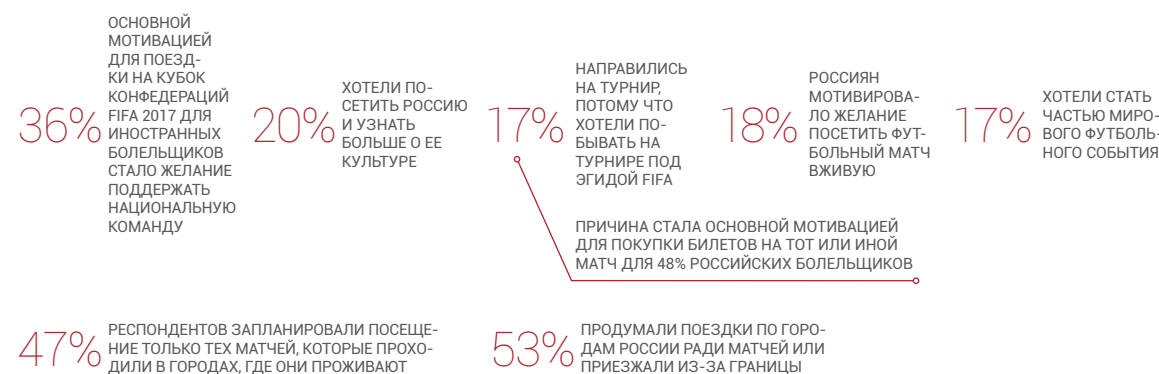 36%
ОСНОВНОЙ
МОТИВАЦИЕЙ
ДЛЯ ПОЕЗД-
КИ НА КУБОК
КОНФЕДЕРАЦИЙ
FIFA 2017 ДЛЯ
ИНОСТРАННЫХ
БОЛЕЛЬЩИКОВ
СТАЛО ЖЕЛАНИЕ
ПОДДЕРЖАТЬ
НАЦИОНАЛЬНУЮ
КОМАНДУ
20%
ХОТЕЛИ ПО-
СЕТИТЬ РОССИЮ
И УЗНАТЬ
БОЛЬШЕ О ЕЕ
КУЛЬТУРЕ
17%
НАПРАВИЛИСЬ
НА ТУРНИР,
ПОТОМУ ЧТО
ХОТЕЛИ ПО-
БЫВАТЬ НА
ТУРНИРЕ ПОД
ЭГИДОЙ FIFA
18%
РОССИЯН
МОТИВИРОВА-
ЛО ЖЕЛАНИЕ
ПОСЕТИТЬ ФУТ-
БОЛЬНЫЙ МАТЧ
ВЖИВУЮ
17%
ХОТЕЛИ СТАТЬ
ЧАСТЬЮ МИРО-
ВОГО ФУТБОЛЬ-
НОГО СОБЫТИЯ
ПРИЧИНА СТАЛА ОСНОВНОЙ МОТИВАЦИЕЙ
ДЛЯ ПОКУПКИ БИЛЕТОВ НА ТОТ ИЛИ ИНОЙ
МАТЧ ДЛЯ 48% РОССИЙСКИХ БОЛЕЛЬЩИКОВ
47%
РЕСПОНДЕНТОВ ЗАПЛАНИРОВАЛИ ПОСЕЩЕ-
НИЕ ТОЛЬКО ТЕХ МАТЧЕЙ, КОТОРЫЕ ПРОХО-
ДИЛИ В ГОРОДАХ, ГДЕ ОНИ ПРОЖИВАЮТ
53%
ПРОДУМАЛИ ПОЕЗДКИ ПО ГОРО-
ДАМ РОССИИ РАДИ МАТЧЕЙ ИЛИ
ПРИЕЗЖАЛИ ИЗ-ЗА ГРАНИЦЫ